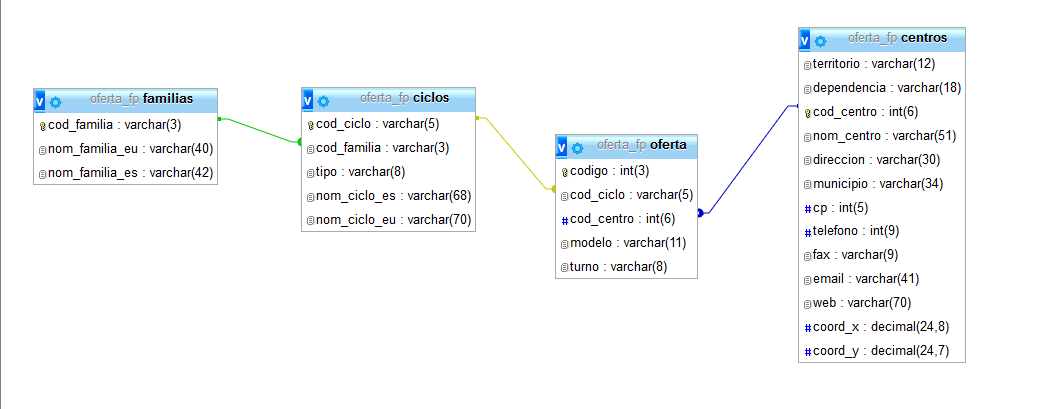 v oferta_fp familias
cod_familia : varchar(3)
nom_familia_eu : varchar(40)
nom_familia_es : varchar(42)
v oferta_fp ciclos
cod_ciclo : varchar(5)
cod_familia : varchar(3)
tipo : varchar(8)
nom_ciclo_es : varchar(68)
nom_ciclo_eu : varchar(70)
v oferta_fp oferta
codigo : int(3)
cod_ciclo : varchar(5)
# cod_centro : int(6)
modelo : varchar(11)
turno : varchar(8)
v oferta_fp centros
territorio : varchar(12)
dependencia : varchar(18)
cod_centro : int(6)
nom_centro : varchar(51)
direccion : varchar(30)
municipio : varchar(34)
# cp : int(5)
# telefono : int(9)
fax : varchar(9)
email : varchar(41)
web : varchar(70)
# coord_x : decimal(24,8)
# coord_y : decimal(24,7)